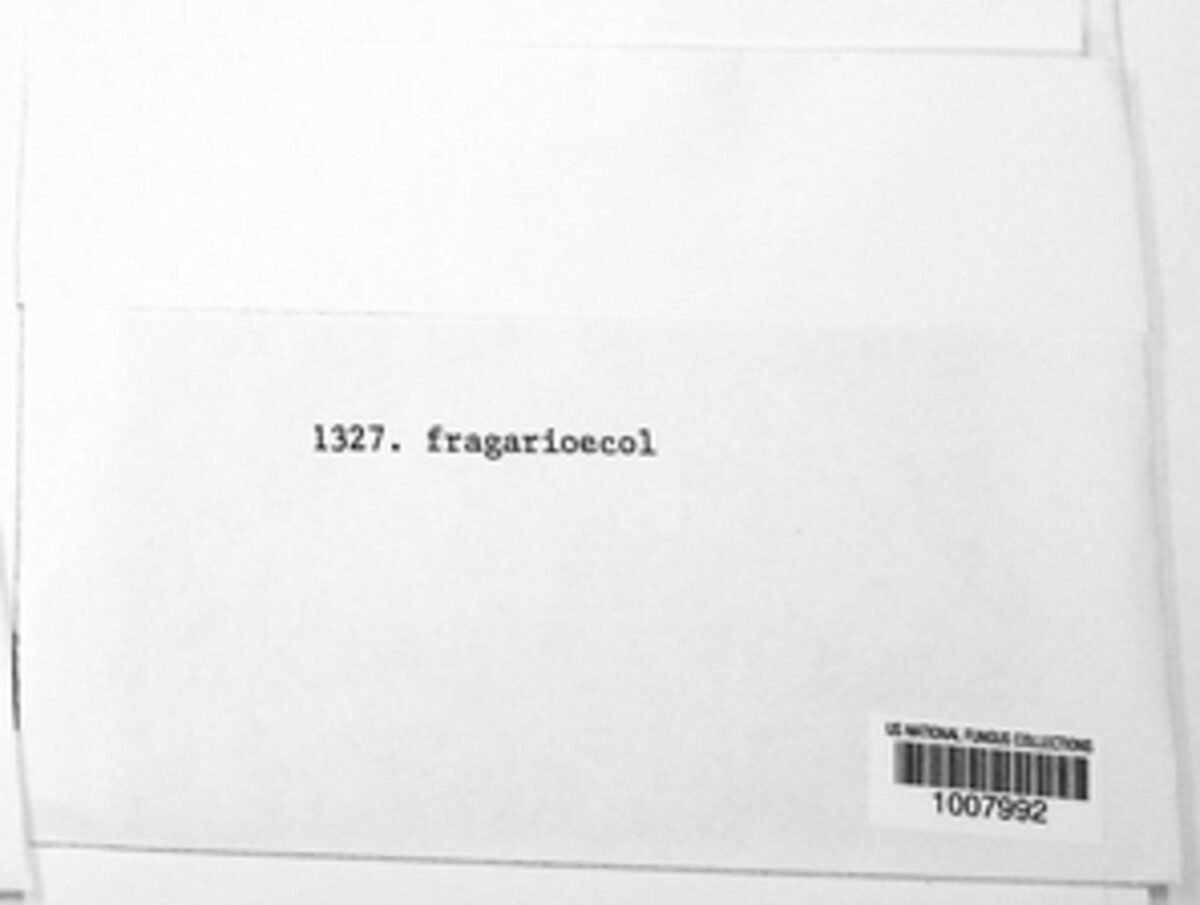 1327. fragarioecol
US NATIONAL FUNGUS COLLECTIONS
1007992